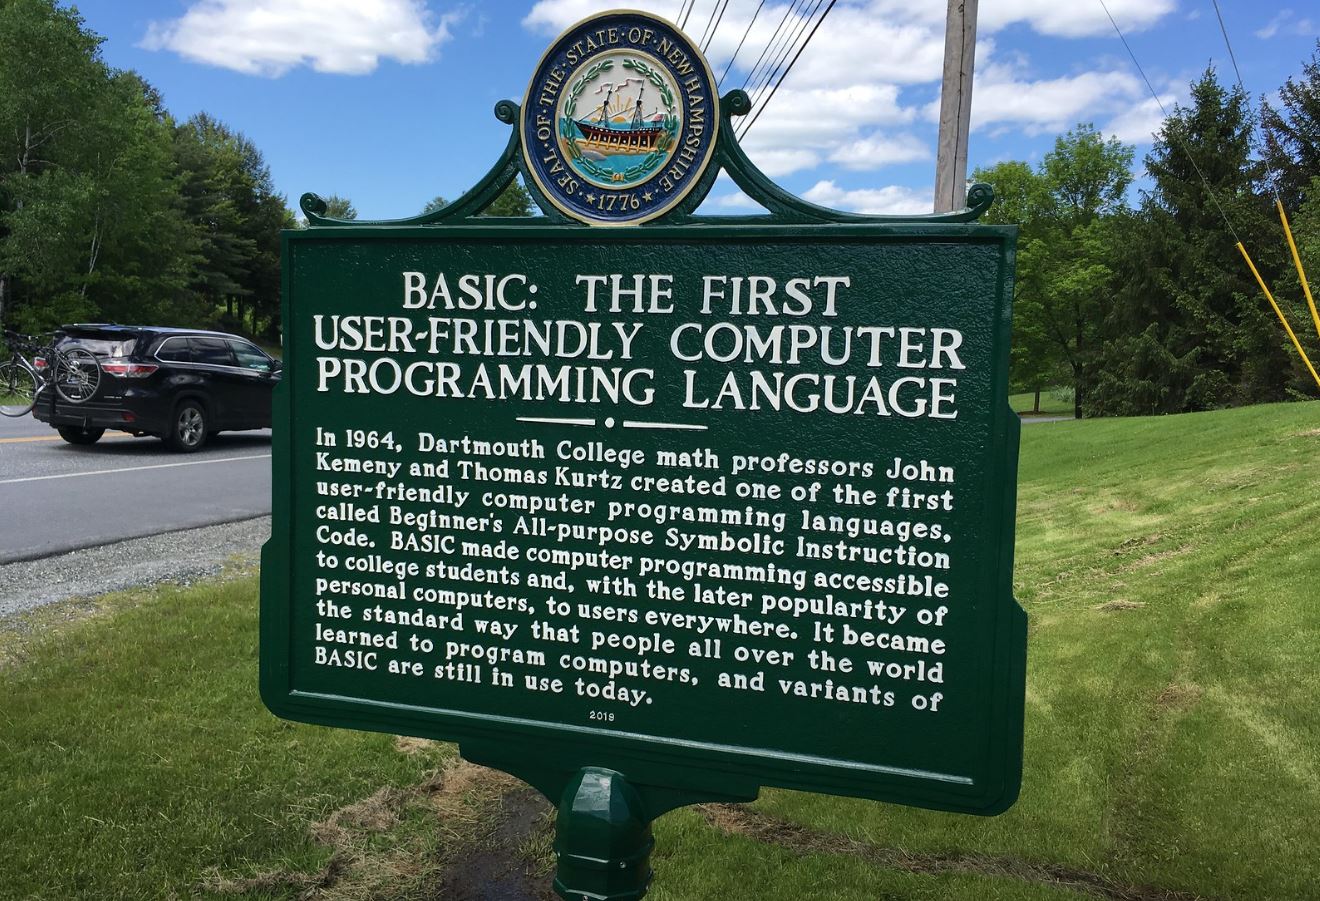 SEAL·OF·THE·STATE·OF·NEW HAMPSHIRE·
★1776★
BASIC: THE FIRST
USER-FRIENDLY COMPUTER
PROGRAMMING LANGUAGE
In 1964, Dartmouth College math professors John
Kemeny and Thomas Kurtz created one of the first
user-friendly computer programming languages,
called Beginner's All-purpose Symbolic Instruction
Code. BASIC made computer programming accessible
to college students and, with the later popularity of
personal computers, to users everywhere. It became
the standard way that people all over the world
learned to program computers, and variants of
BASIC are still in use today.
2019